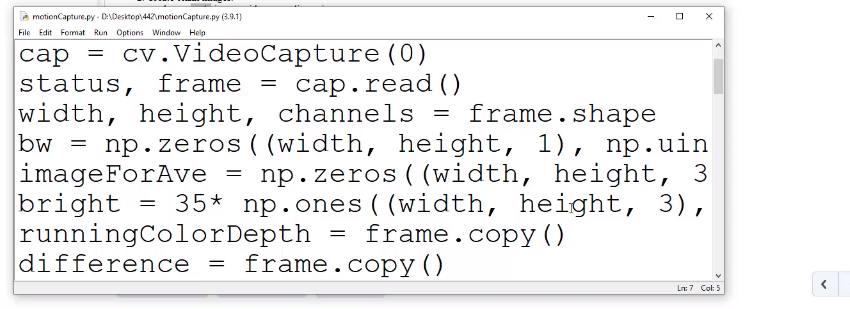 motionCapture.py - D:\Desktop\442\motionCapture.py (3.9.1)
File Edit Format Run Options Window Help
cap = cv.VideoCapture(0)
status, frame = cap.read()
width, height, channels = frame.shape
bw = np.zeros((width, height, 1), np.uin
imageForAve = np.zeros((width, height, 3
bright = 35* np.ones((width, height, 3),
runningColorDepth = frame.copy()
difference = frame.copy()
Ln: 7 Col: 5